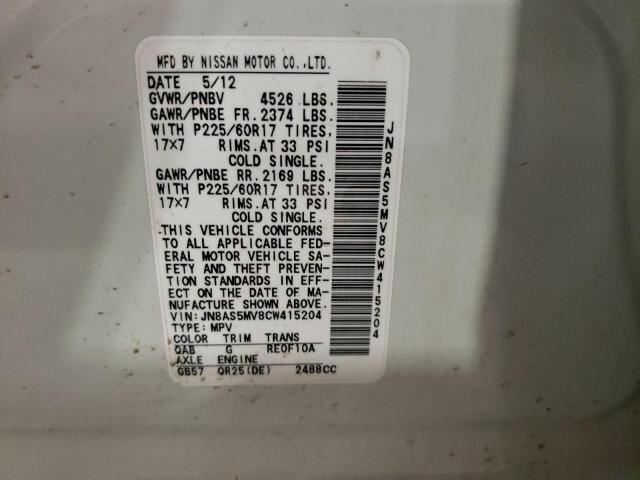 MFD BY NISSAN MOTOR CO.,LTD.
DATE 5/12
GVWR/PNBV 4526 LBS.
GAWR/PNBE FR. 2374 LBS.
WITH P225/60R17 TIRES,
17×7 RIMS.AT 33 PSI
COLD SINGLE.
GAWR/PNBE RR. 2169 LBS.
WITH P225/60R17 TIRES,
17×7 RIMS.AT 33 PSI
COLD SINGLE.
THIS VEHICLE CONFORMS
TO ALL APPLICABLE FED-
ERAL MOTOR VEHICLE SA-
FETY AND THEFT PREVEN-
TION STANDARDS IN EFF-
ECT ON THE DATE OF MA-
NUFACTURE SHOWN ABOVE.
VIN: JN8AS5MV8CW415204
TYPE: MPV
COLOR TRIM TRANS
QAB G RE0F10A
AXLE ENGINE
GB57 QR25(DE) 2488CC
JN8AS5MV8CW415204